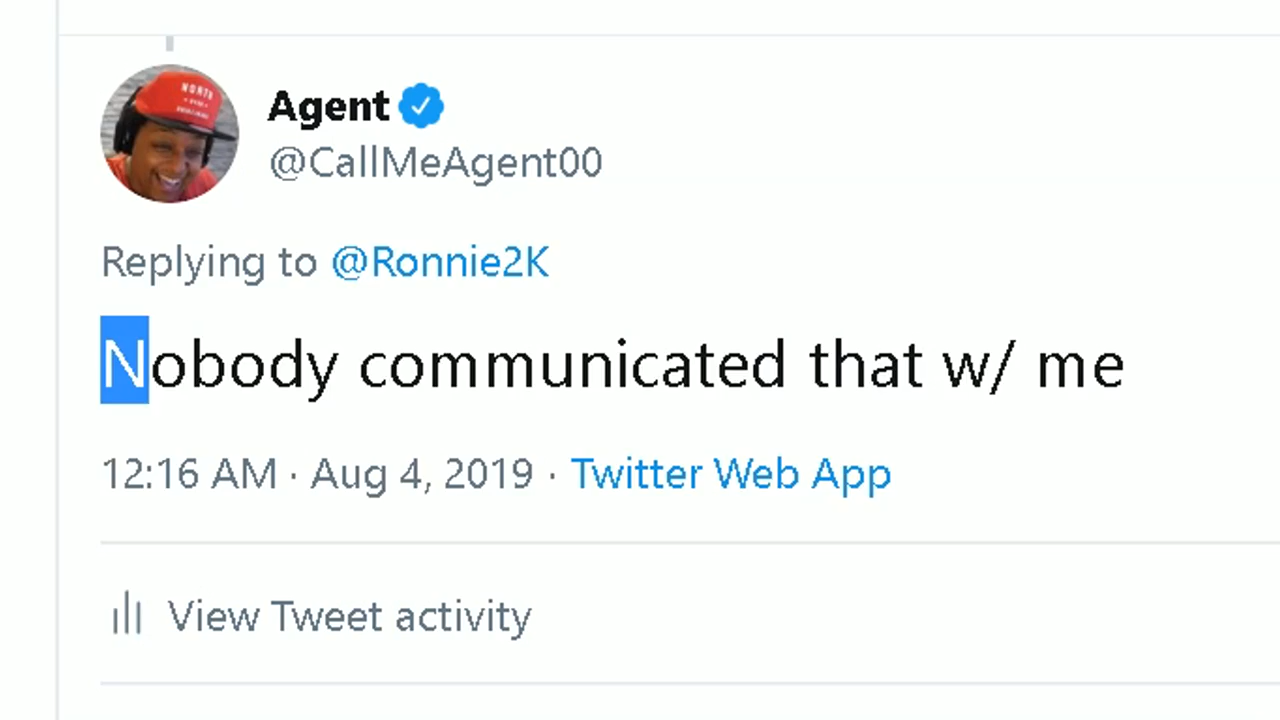 NORTH
Agent
@CallMeAgent00
Replying to @Ronnie2K
Nobody communicated that w/ me
12:16 AM · Aug 4, 2019 · Twitter Web App
View Tweet activity